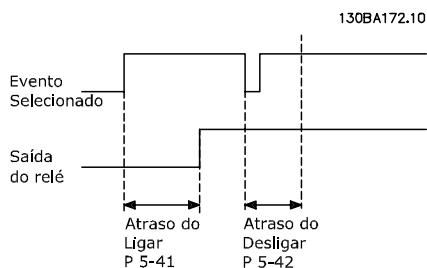 130BA172.10
Evento
Selecionado
Saída
do relé
Atraso do
Ligar
P 5-41
Atraso do
Desligar
P 5-42